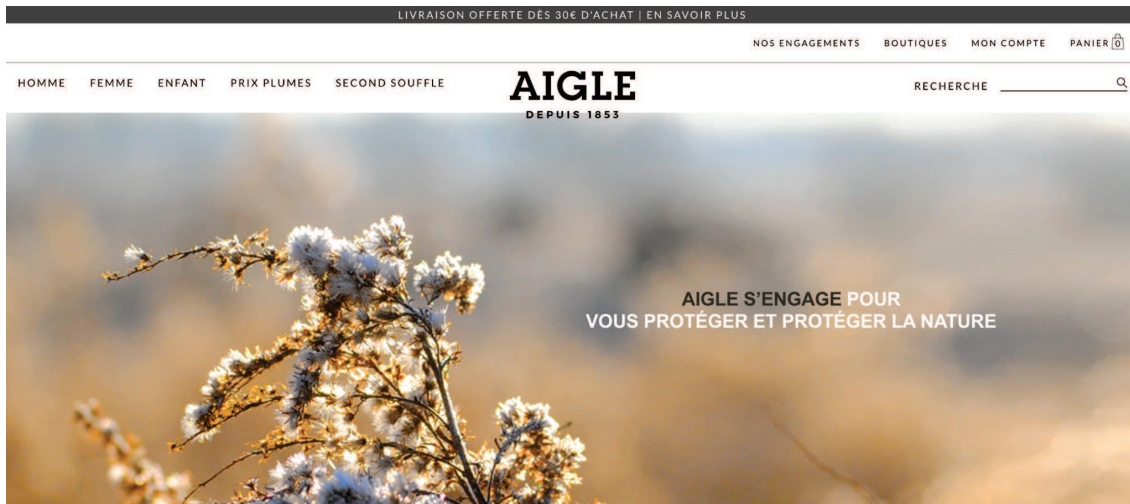 LIVRAISON OFFERTE DÈS 30€ D'ACHAT | EN SAVOIR PLUS
NOS ENGAGEMENTS BOUTIQUES MON COMPTE PANIER 0
HOMME FEMME ENFANT PRIX PLUMES SECOND SOUFFLE AIGLE RECHERCHE
DEPUIS 1853
AIGLE S'ENGAGE POUR
VOUS PROTÉGER ET PROTÉGER LA NATURE